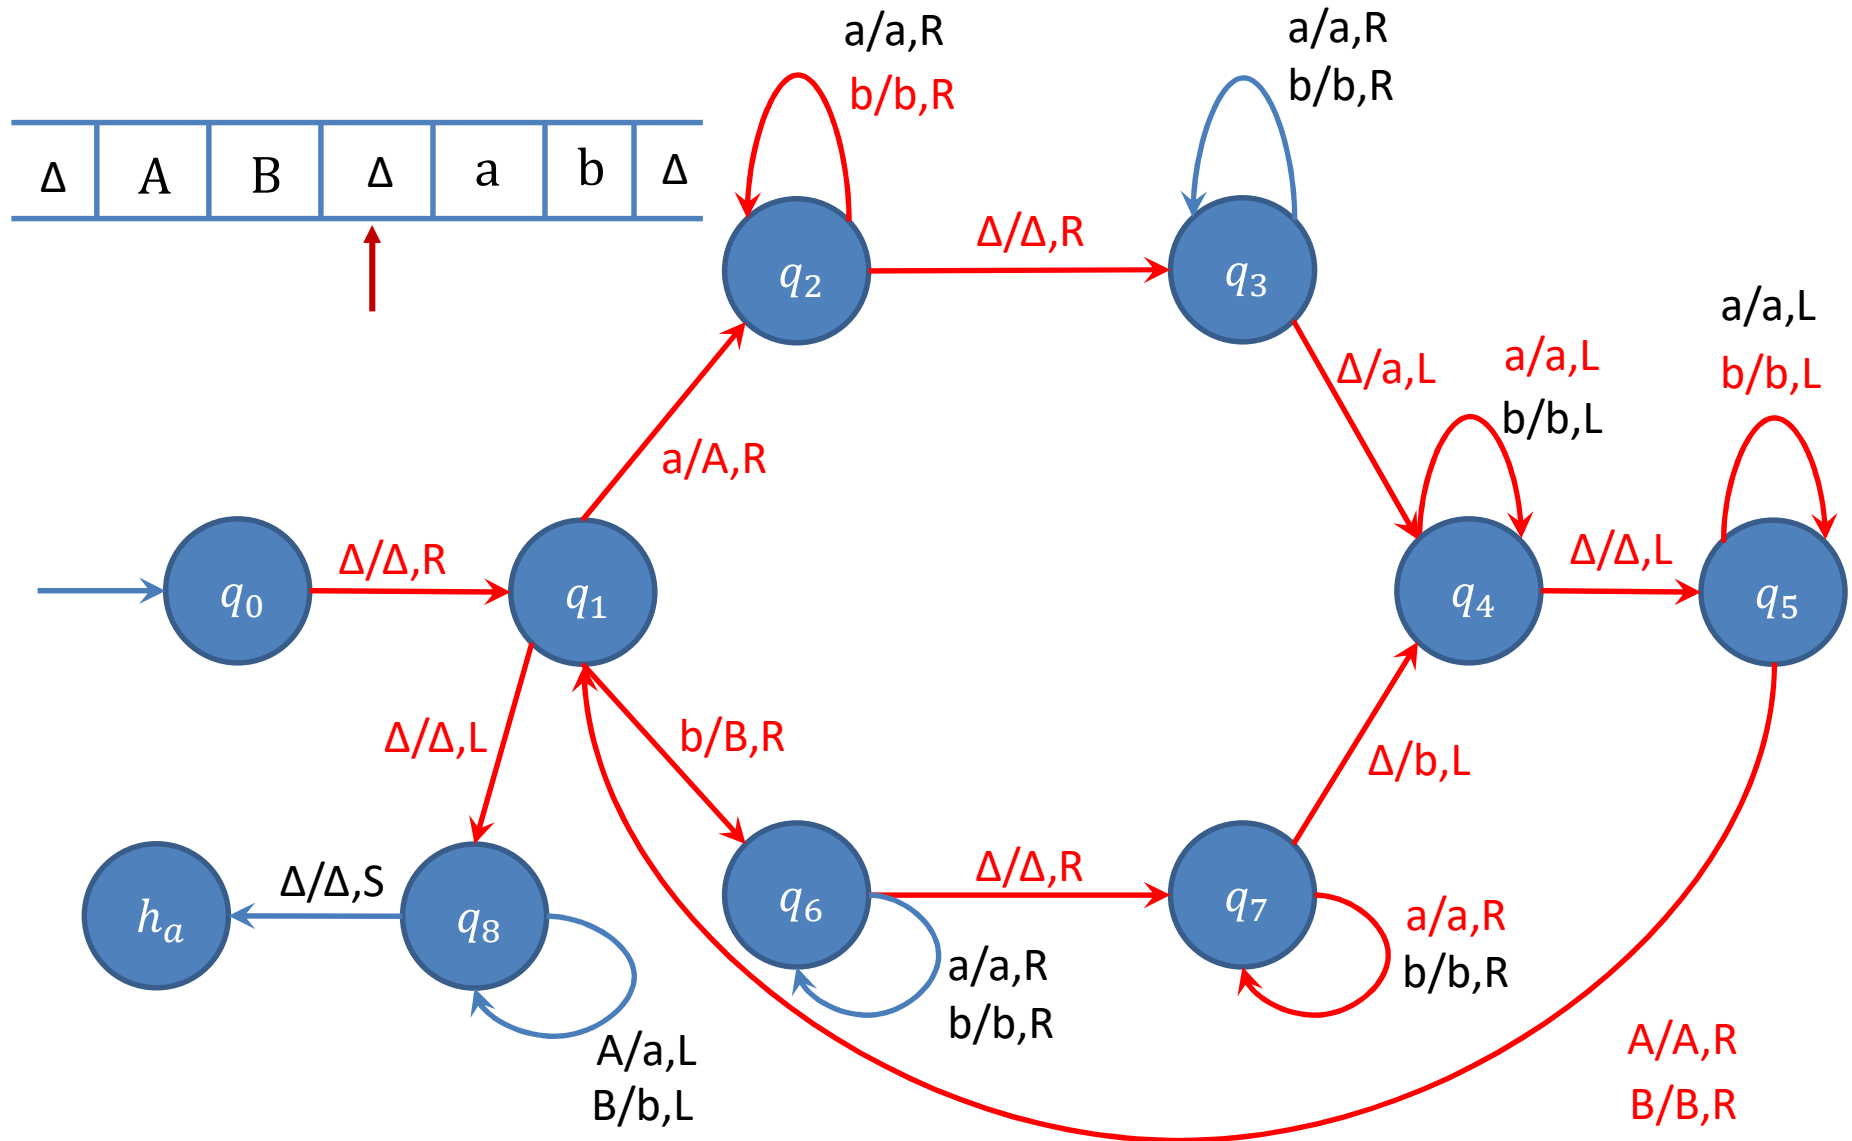 a/a,R
b/b,R
a/a,R
b/b,R
Δ A B Δ a b Δ
q2
Δ/Δ,R
q3
a/a,L
b/b,L
Δ/a,L
a/a,L
b/b,L
a/A,R
q0
Δ/Δ,R
q1
q4
Δ/Δ,L
q5
Δ/Δ,L
b/B,R
Δ/b,L
ha
Δ/Δ,S
q8
q6
Δ/Δ,R
q7
a/a,R
b/b,R
a/a,R
b/b,R
A/a,L
B/b,L
A/A,R
B/B,R